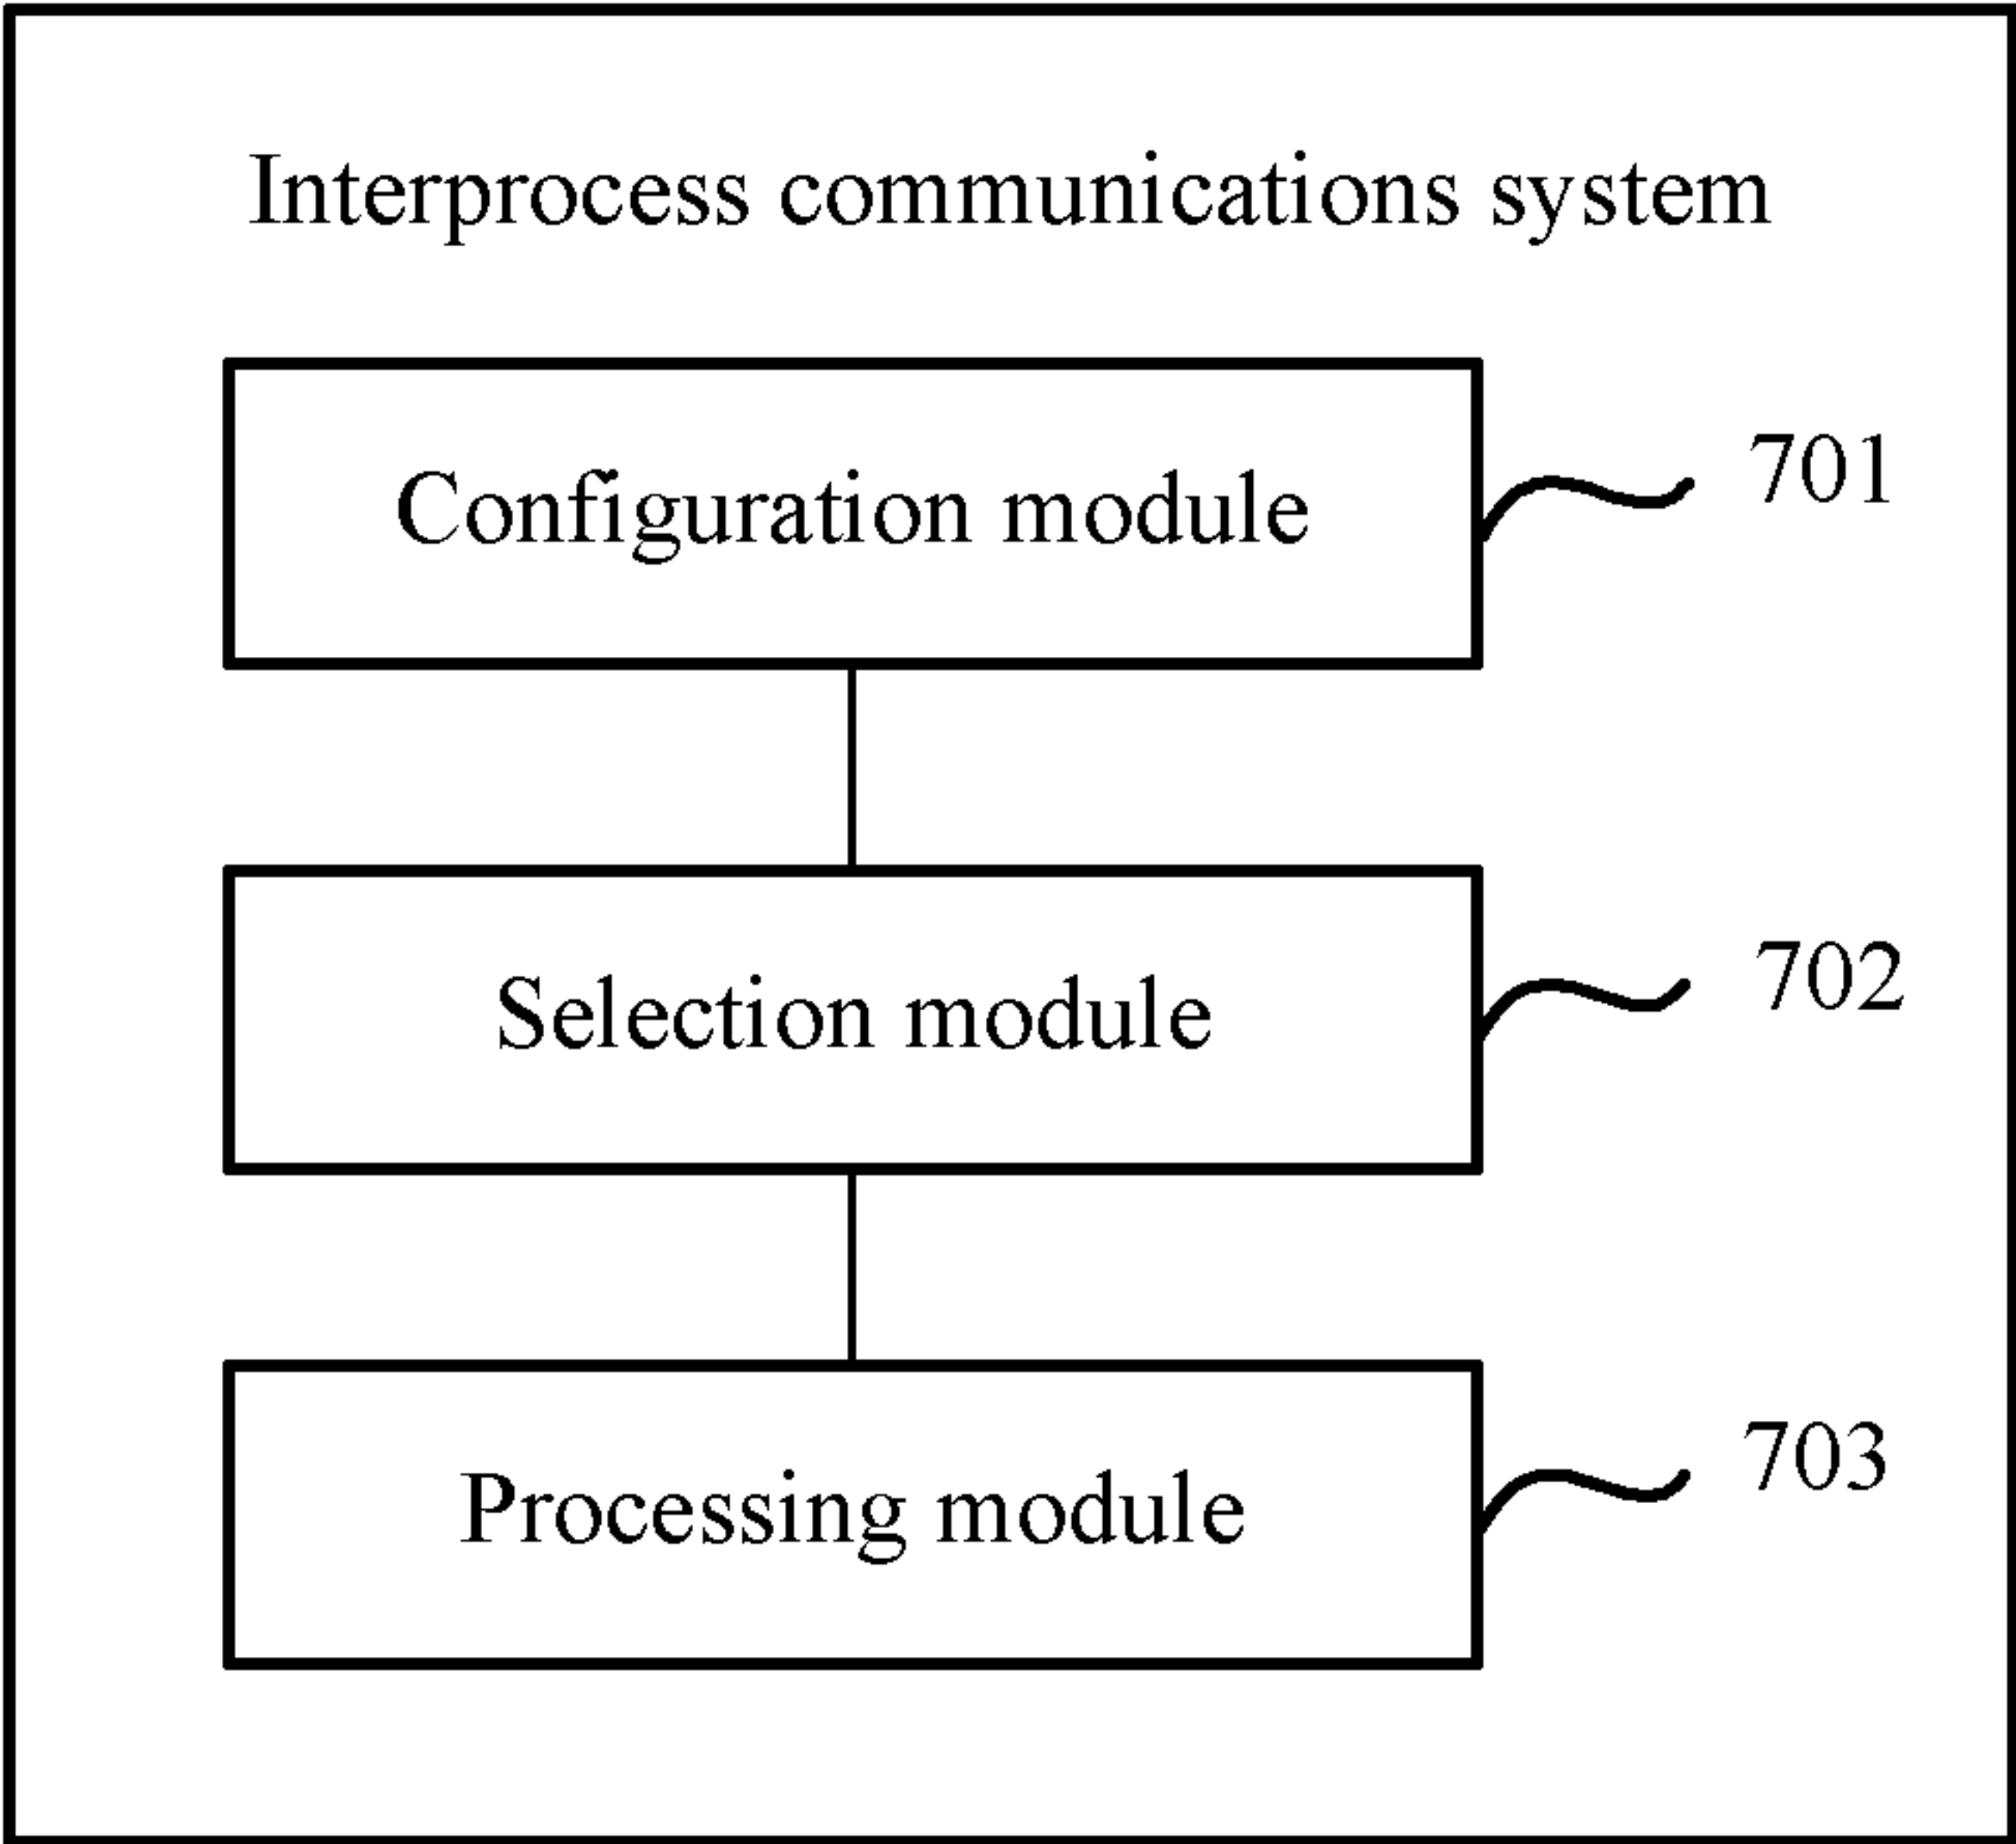 Interprocess communications system
Configuration module
701
Selection module
702
Processing module
703